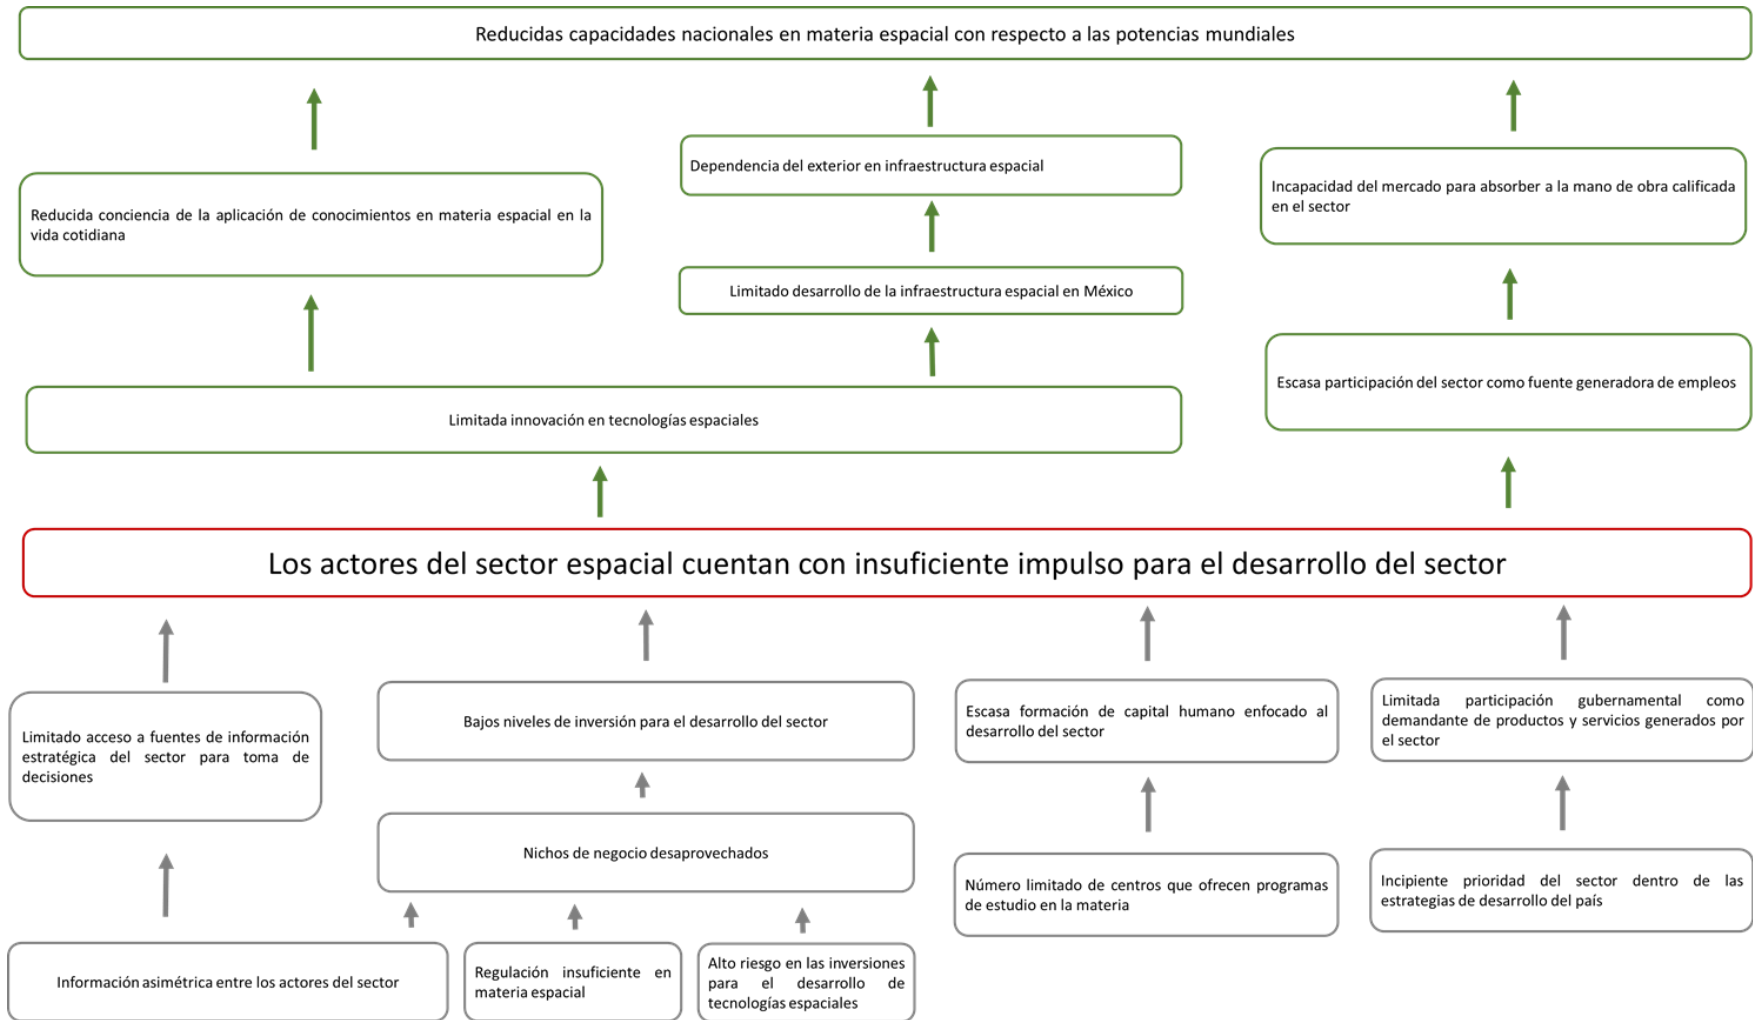 Reducidas capacidades nacionales en materia espacial con respecto a las potencias mundiales
Dependencia del exterior en infraestructura espacial
Incapacidad del mercado para absorber a la mano de obra calificada
en el sector
Reducida conciencia de la aplicación de conocimientos en materia espacial en la
vida cotidiana
Limitado desarrollo de la infraestructura espacial en México
Escasa participación del sector como fuente generadora de empleos
Limitada innovación en tecnologías espaciales
Los actores del sector espacial cuentan con insuficiente impulso para el desarrollo del sector
Limitado acceso a fuentes de información
estratégica del sector para toma de
decisiones
Bajos niveles de inversión para el desarrollo del sector
Escasa formación de capital humano enfocado al
desarrollo del sector
Limitada participación gubernamental como
demandante de productos y servicios generados por
el sector
Nichos de negocio desaprovechados
Número limitado de centros que ofrecen programas
de estudio en la materia
Incipiente prioridad del sector dentro de las
estrategias de desarrollo del país
Información asimétrica entre los actores del sector
Regulación insuficiente en
materia espacial
Alto riesgo en las inversiones
para el desarrollo de
tecnologías espaciales